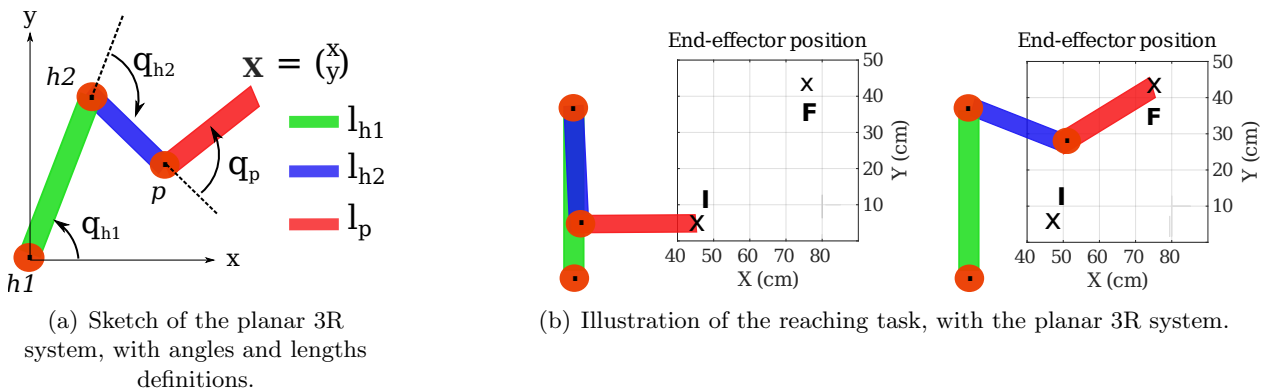 y
h2
q_h2
X = (x y)
l_h1
l_h2
l_p
q_p
p
q_h1
x
h1
(a) Sketch of the planar 3R
system, with angles and lengths
definitions.
End-effector position
50
40
30
20
10
Y (cm)
x
F
I
x
40 50 60 70 80
X (cm)
End-effector position
50
40
30
20
10
Y (cm)
x
F
I
x
40 50 60 70 80
X (cm)
(b) Illustration of the reaching task, with the planar 3R system.